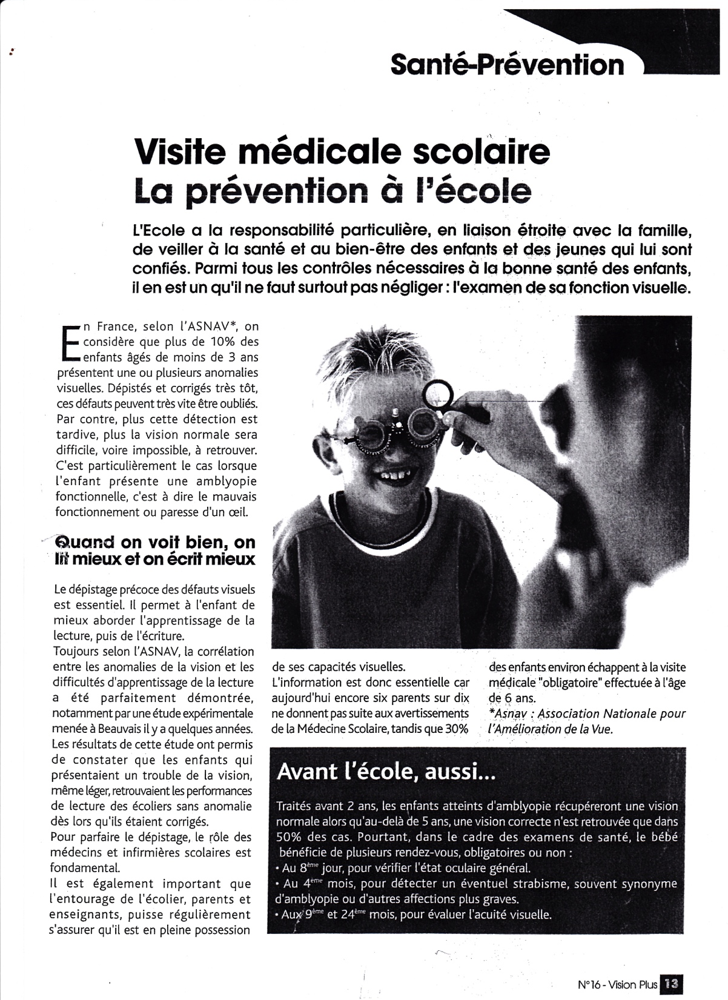 Santé-Prévention
Visite médicale scolaire
La prévention à l'école
L'Ecole a la responsabilité particulière, en liaison étroite avec la famille,
de veiller à la santé et au bien-être des enfants et des jeunes qui lui sont
confiés. Parmi tous les contrôles nécessaires à la bonne santé des enfants,
il en est un qu'il ne faut surtout pas négliger : l'examen de sa fonction visuelle.
En France, selon l'ASNAV*, on
considère que plus de 10% des
enfants âgés de moins de 3 ans
présentent une ou plusieurs anomalies
visuelles. Dépistés et corrigés très tôt,
ces défauts peuvent très vite être oubliés.
Par contre, plus cette détection est
tardive, plus la vision normale sera
difficile, voire impossible, à retrouver.
C'est particulièrement le cas lorsque
l'enfant présente une amblyopie
fonctionnelle, c'est à dire le mauvais
fonctionnement ou paresse d'un œil.
Quand on voit bien, on
lit mieux et on écrit mieux
Le dépistage précoce des défauts visuels
est essentiel. Il permet à l'enfant de
mieux aborder l'apprentissage de la
lecture, puis de l'écriture.
Toujours selon l'ASNAV, la corrélation
entre les anomalies de la vision et les
difficultés d'apprentissage de la lecture
a été parfaitement démontrée,
notamment par une étude expérimentale
menée à Beauvais il y a quelques années.
Les résultats de cette étude ont permis
de constater que les enfants qui
présentaient un trouble de la vision,
même léger, retrouvaient les performances
de lecture des écoliers sans anomalie
dès lors qu'ils étaient corrigés.
Pour parfaire le dépistage, le rôle des
médecins et infirmières scolaires est
fondamental.
Il est également important que
l'entourage de l'écolier, parents et
enseignants, puisse régulièrement
s'assurer qu'il est en pleine possession
de ses capacités visuelles.
L'information est donc essentielle car
aujourd'hui encore six parents sur dix
ne donnent pas suite aux avertissements
de la Médecine Scolaire, tandis que 30%
des enfants environ échappent à la visite
médicale "obligatoire" effectuée à l'âge
de 6 ans.
*Asnav : Association Nationale pour
l'Amélioration de la Vue.
Avant l'école, aussi...
Traités avant 2 ans, les enfants atteints d'amblyopie récupéreront une vision
normale alors qu'au-delà de 5 ans, une vision correcte n'est retrouvée que dans
50% des cas. Pourtant, dans le cadre des examens de santé, le bébé
bénéficie de plusieurs rendez-vous, obligatoires ou non :
• Au 8ème jour, pour vérifier l'état oculaire général.
• Au 4ème mois, pour détecter un éventuel strabisme, souvent synonyme
d'amblyopie ou d'autres affections plus graves.
• Aux 9ème et 24ème mois, pour évaluer l'acuité visuelle.
N°16 - Vision Plus 13